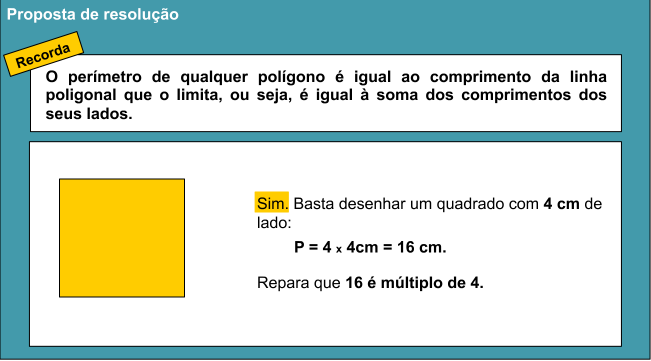 Proposta de resolução
Recorda
O perímetro de qualquer polígono é igual ao comprimento da linha
poligonal que o limita, ou seja, é igual à soma dos comprimentos dos
seus lados.
Sim. Basta desenhar um quadrado com 4 cm de
lado:
P = 4 x 4cm = 16 cm.
Repara que 16 é múltiplo de 4.